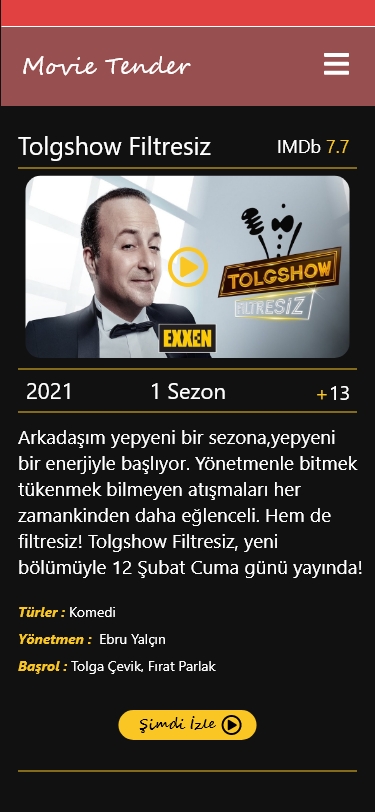 Movie Tender
Tolgshow Filtresiz
IMDb 7.7
TOLGSHOW
FİLTRESİZ
EXXEN
2021
1 Sezon
+13
Arkadaşım yepyeni bir sezona,yepyeni
bir enerjiyle başlıyor. Yönetmenle bitmek
tükenmek bilmeyen atışmaları her
zamankinden daha eğlenceli. Hem de
filtresiz! Tolgshow Filtresiz, yeni
bölümüyle 12 Şubat Cuma günü yayında!
Türler : Komedi
Yönetmen : Ebru Yalçın
Başrol : Tolga Çevik, Fırat Parlak
Şimdi İzle